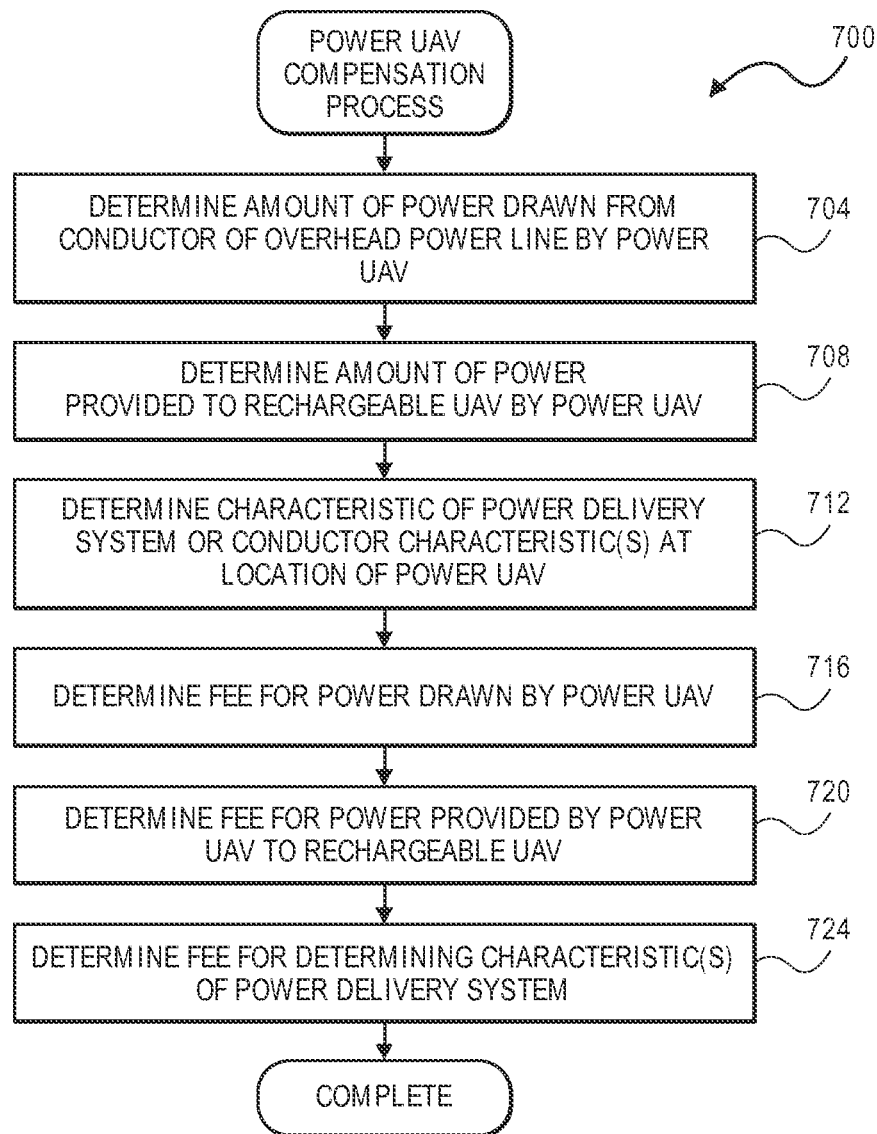 POWER UAV
COMPENSATION
PROCESS
700
DETERMINE AMOUNT OF POWER DRAWN FROM
CONDUCTOR OF OVERHEAD POWER LINE BY POWER
UAV
704
DETERMINE AMOUNT OF POWER
PROVIDED TO RECHARGEABLE UAV BY POWER UAV
708
DETERMINE CHARACTERISTIC OF POWER DELIVERY
SYSTEM OR CONDUCTOR CHARACTERISTIC(S) AT
LOCATION OF POWER UAV
712
DETERMINE FEE FOR POWER DRAWN BY POWER UAV
716
DETERMINE FEE FOR POWER PROVIDED BY POWER
UAV TO RECHARGEABLE UAV
720
DETERMINE FEE FOR DETERMINING CHARACTERISTIC(S)
OF POWER DELIVERY SYSTEM
724
COMPLETE